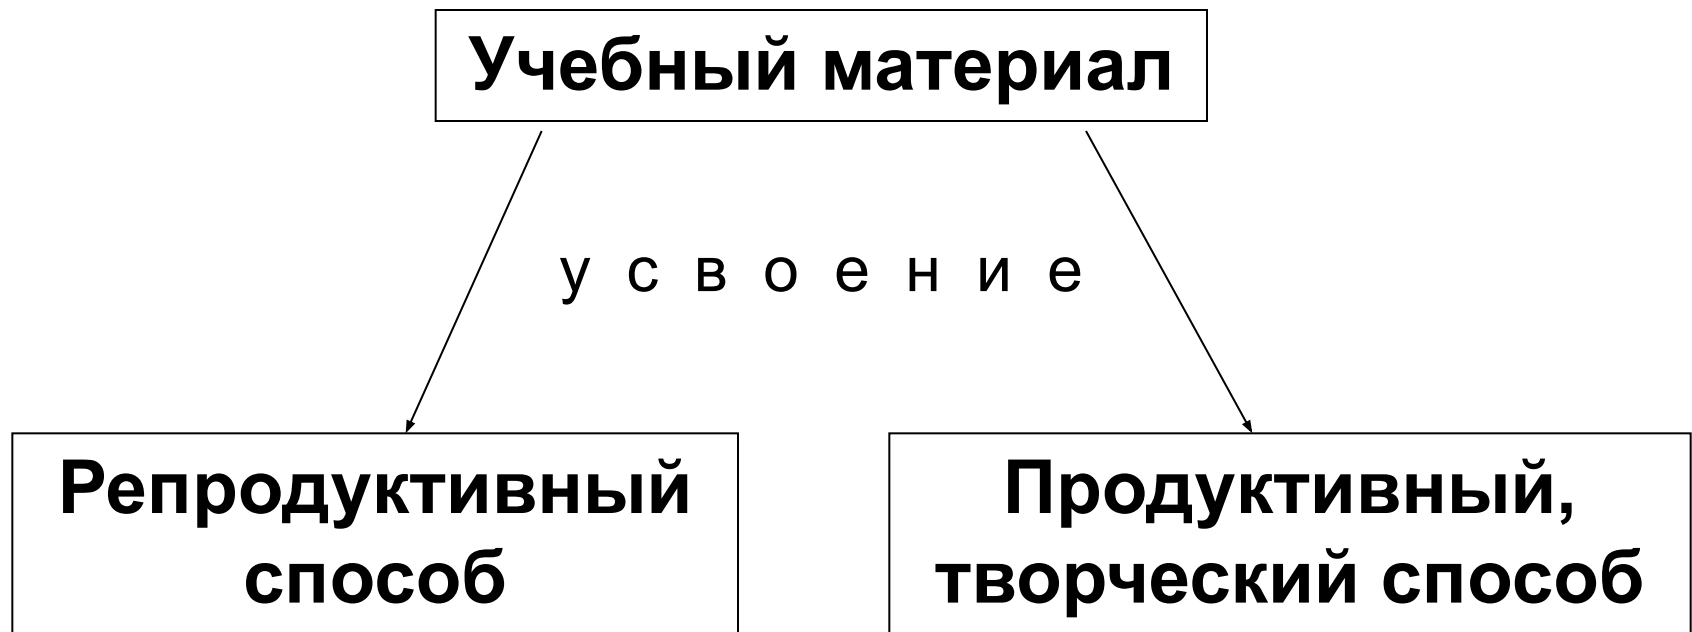 Учебный материал
у с в о е н и е
Репродуктивный
способ
Продуктивный,
творческий способ